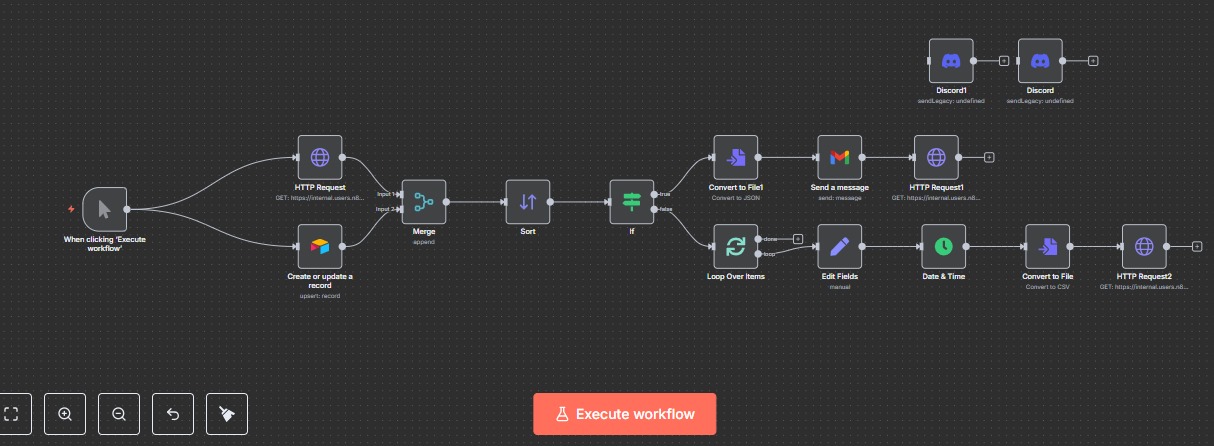 Discord1
sendLegacy: undefined
Discord
sendLegacy: undefined
HTTP Request
GET: https://internal.users.n8...
Convert to File1
Convert to JSON
Send a message
send: message
HTTP Request1
GET: https://internal.users.n8...
Input 1
Input 2
true
false
When clicking 'Execute
workflow'
Merge
append
Sort
If
done
loop
Create or update a
record
upsert: record
Loop Over Items
Edit Fields
manual
Date & Time
Convert to File
Convert to CSV
HTTP Request2
GET: https://internal.users.n8...
Execute workflow